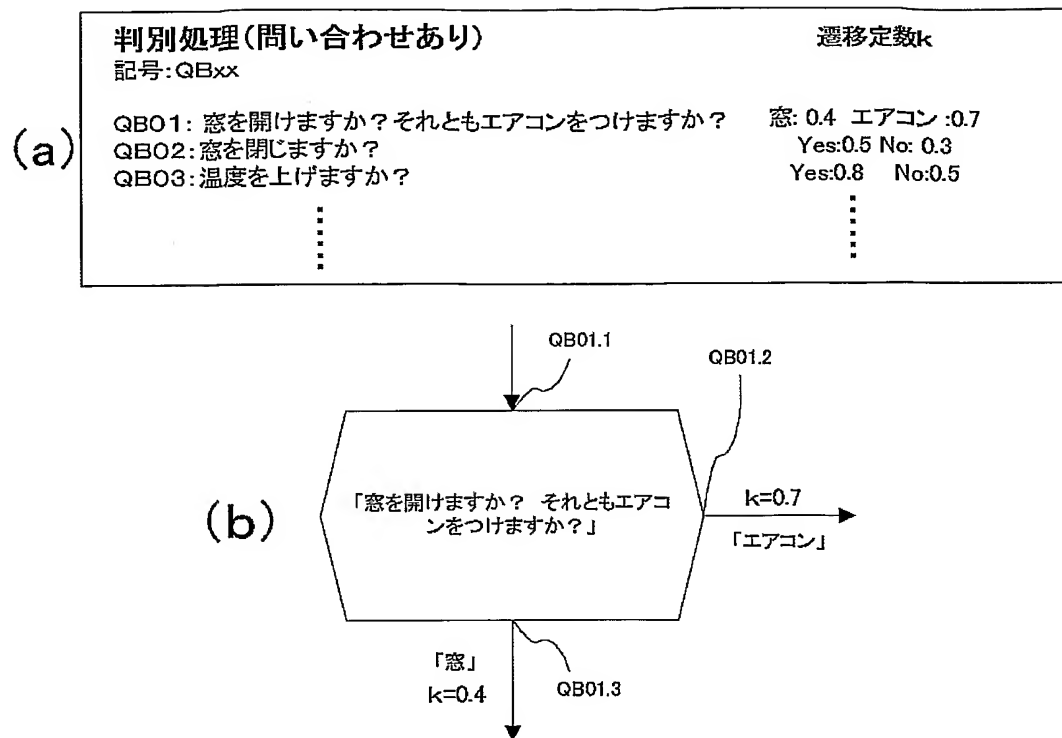 判別処理(問い合わせあり) 遷移定数k
記号:QBxx
(a)
QB01: 窓を開けますか?それともエアコンをつけますか? 窓: 0.4 エアコン :0.7
QB02:窓を閉じますか? Yes:0.5 No: 0.3
QB03:温度を上げますか? Yes:0.8 No:0.5
QB01.1
QB01.2
(b)
「窓を開けますか? それともエアコ
ンをつけますか?」
k=0.7
「エアコン」
「窓」
k=0.4
QB01.3